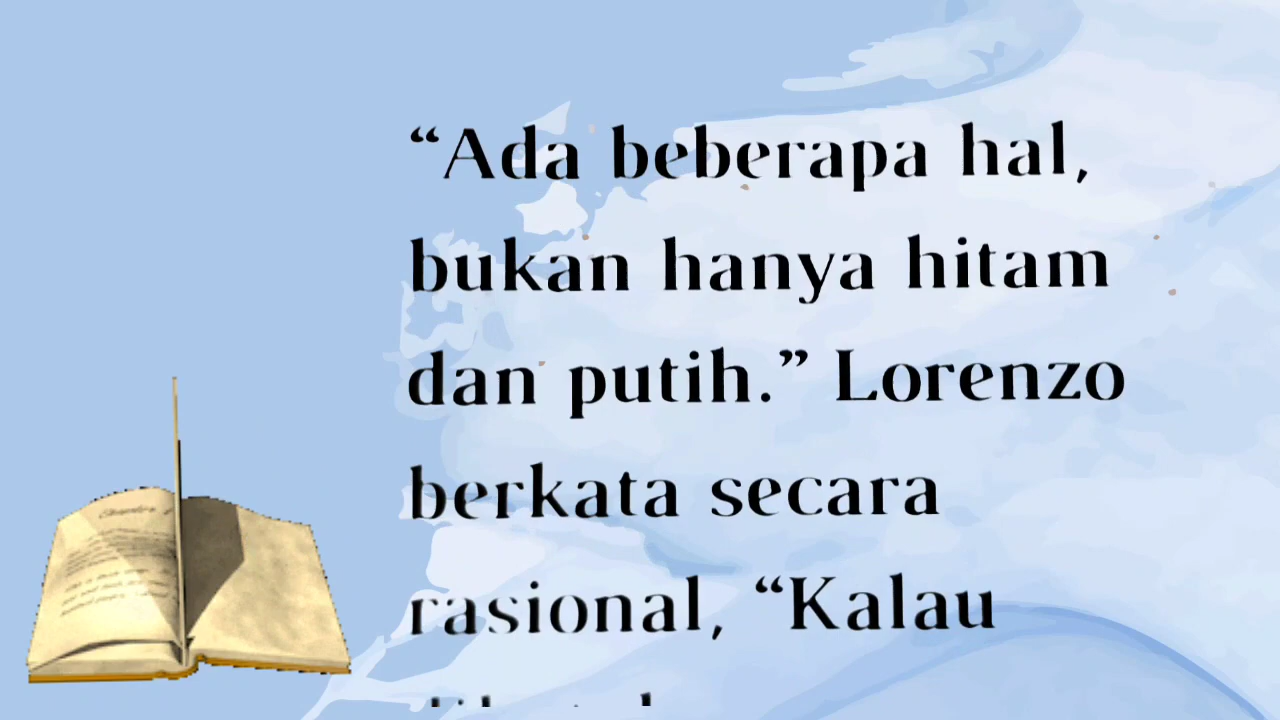 “Ada beberapa hal,
bukan hanya hitam
dan putih.” Lorenzo
berkata secara
rasional, “Kalau